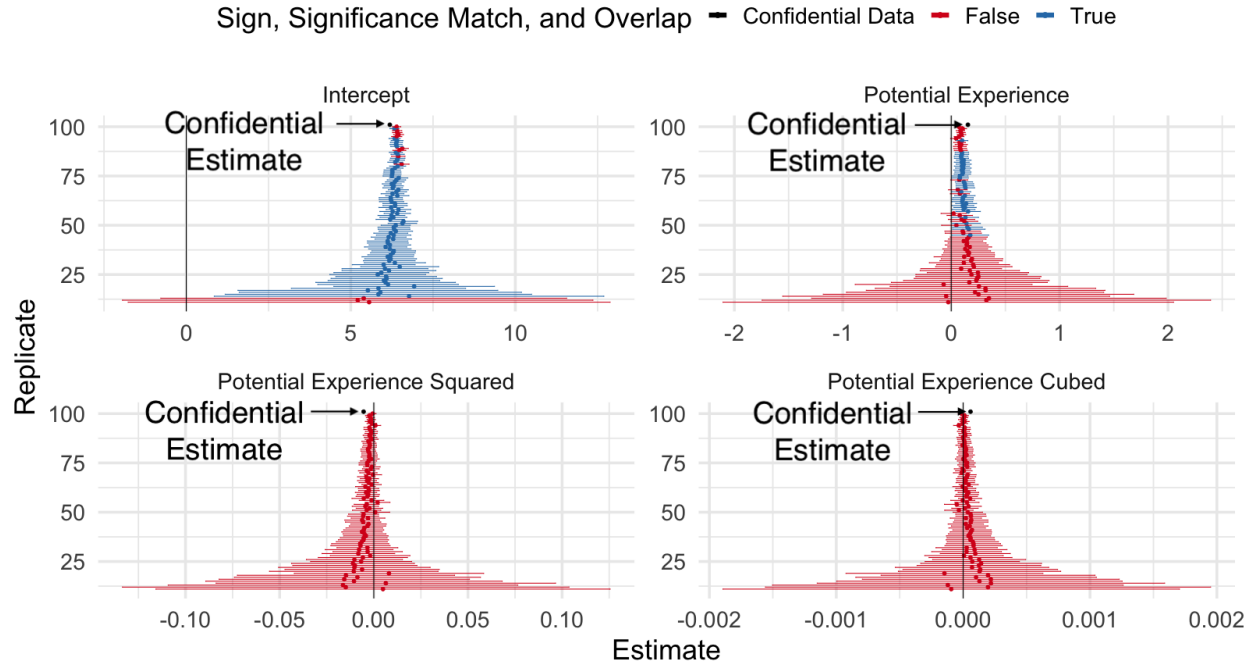 Sign, Significance Match, and Overlap Confidential Data False True
Intercept
Potential Experience
100
75
50
25
Confidential
Estimate
0
5
10
100
75
50
25
Confidential
Estimate
-2
-1
0
1
2
Replicate
Potential Experience Squared
Potential Experience Cubed
100
75
50
25
Confidential
Estimate
-0.10
-0.05
0.00
0.05
0.10
100
75
50
25
Confidential
Estimate
-0.002
-0.001
0.000
0.001
0.002
Estimate